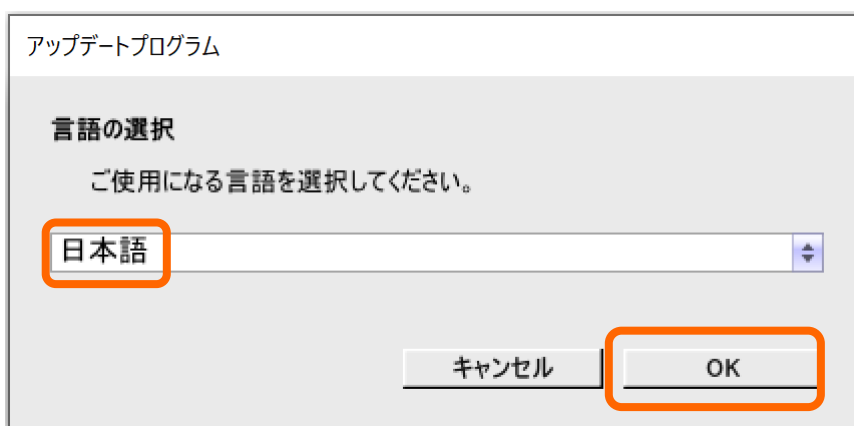 アップデートプログラム
言語の選択
ご使用になる言語を選択してください。
日本語
キャンセル OK